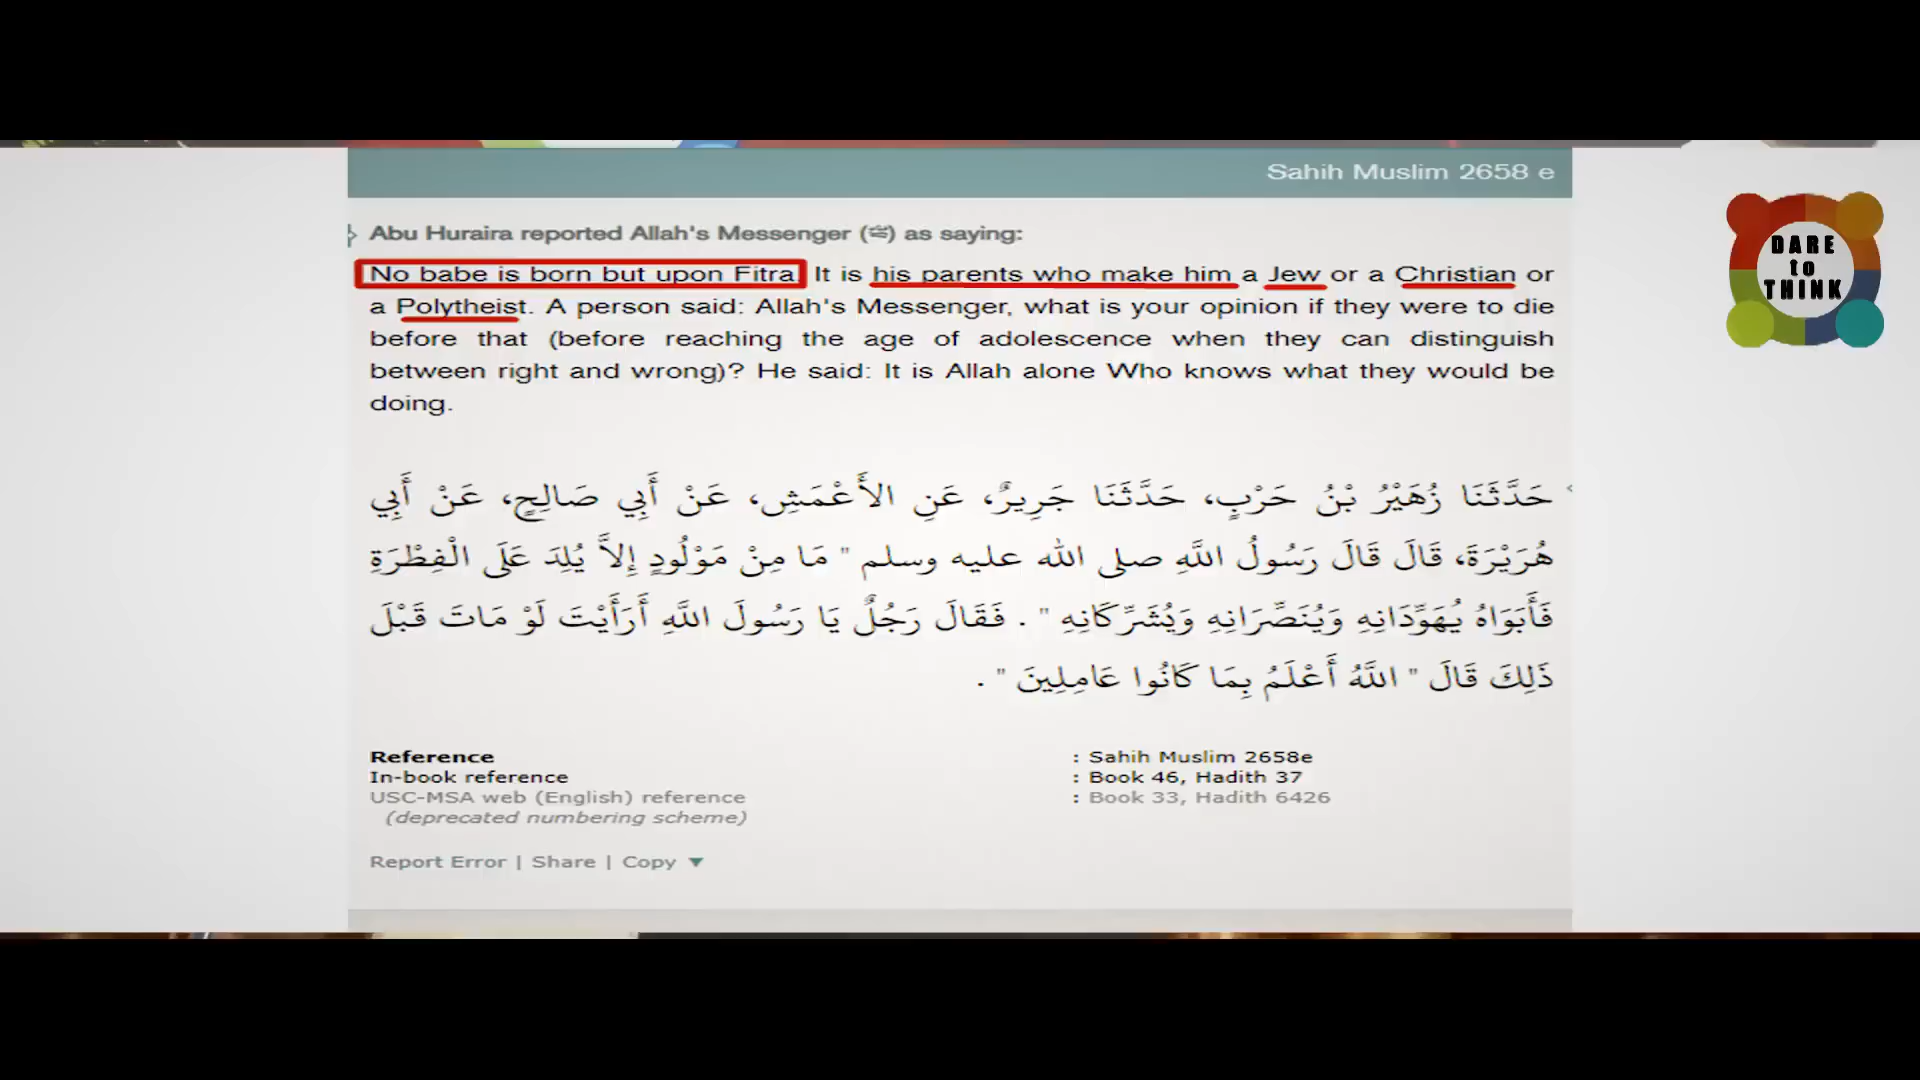 Sahih Muslim 2658 e
DARE
to
THINK
Abu Huraira reported Allah's Messenger (ﷺ) as saying:
No babe is born but upon Fitra. It is his parents who make him a Jew or a Christian or
a Polytheist. A person said: Allah's Messenger, what is your opinion if they were to die
before that (before reaching the age of adolescence when they can distinguish
between right and wrong)? He said: It is Allah alone Who knows what they would be
doing.
حَدَّثَنَا زُهَيْرُ بْنُ حَرْبٍ، حَدَّثَنَا جَرِيرٌ، عَنِ الأَعْمَشِ، عَنْ أَبِي صَالِحٍ، عَنْ أَبِي
هُرَيْرَةَ، قَالَ قَالَ رَسُولُ اللَّهِ صلى الله عليه وسلم " مَا مِنْ مَوْلُودٍ إِلاَّ يُلِدَ عَلَى الْفِطْرَةِ
فَأَبَوَاهُ يُهَوِّدَانِهِ وَيُنَصِّرَانِهِ وَيُشَرِّكَانِهِ " . فَقَالَ رَجُلٌ يَا رَسُولَ اللَّهِ أَرَأَيْتَ لَوْ مَاتَ قَبْلَ
ذَلِكَ قَالَ " اللَّهُ أَعْلَمُ بِمَا كَانُوا عَامِلِينَ " .
Reference : Sahih Muslim 2658e
In-book reference : Book 46, Hadith 37
USC-MSA web (English) reference : Book 33, Hadith 6426
(deprecated numbering scheme)
Report Error | Share | Copy ▼